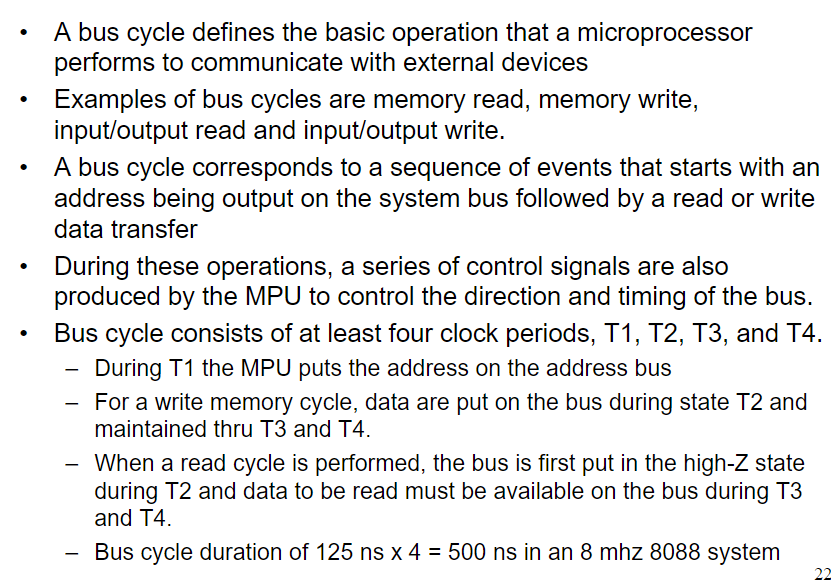 • A bus cycle defines the basic operation that a microprocessor
performs to communicate with external devices
• Examples of bus cycles are memory read, memory write,
input/output read and input/output write.
• A bus cycle corresponds to a sequence of events that starts with an
address being output on the system bus followed by a read or write
data transfer
• During these operations, a series of control signals are also
produced by the MPU to control the direction and timing of the bus.
• Bus cycle consists of at least four clock periods, T1, T2, T3, and T4.
– During T1 the MPU puts the address on the address bus
– For a write memory cycle, data are put on the bus during state T2 and
maintained thru T3 and T4.
– When a read cycle is performed, the bus is first put in the high-Z state
during T2 and data to be read must be available on the bus during T3
and T4.
– Bus cycle duration of 125 ns x 4 = 500 ns in an 8 mhz 8088 system
22